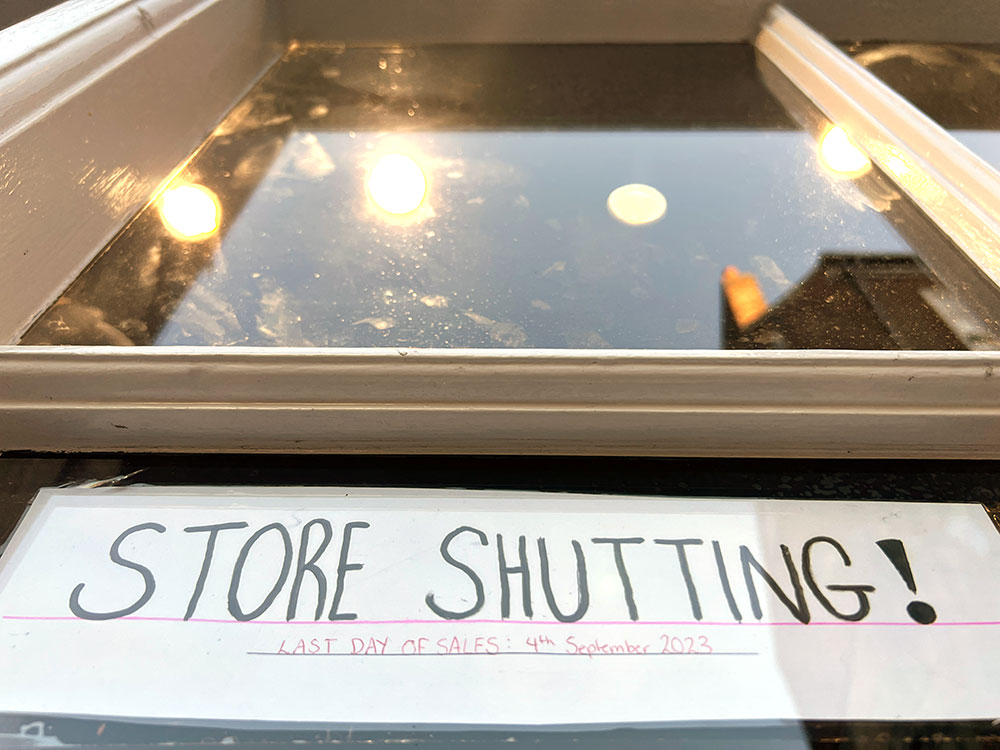 STORE SHUTTING!
LAST DAY OF SALES: 4th September 2023